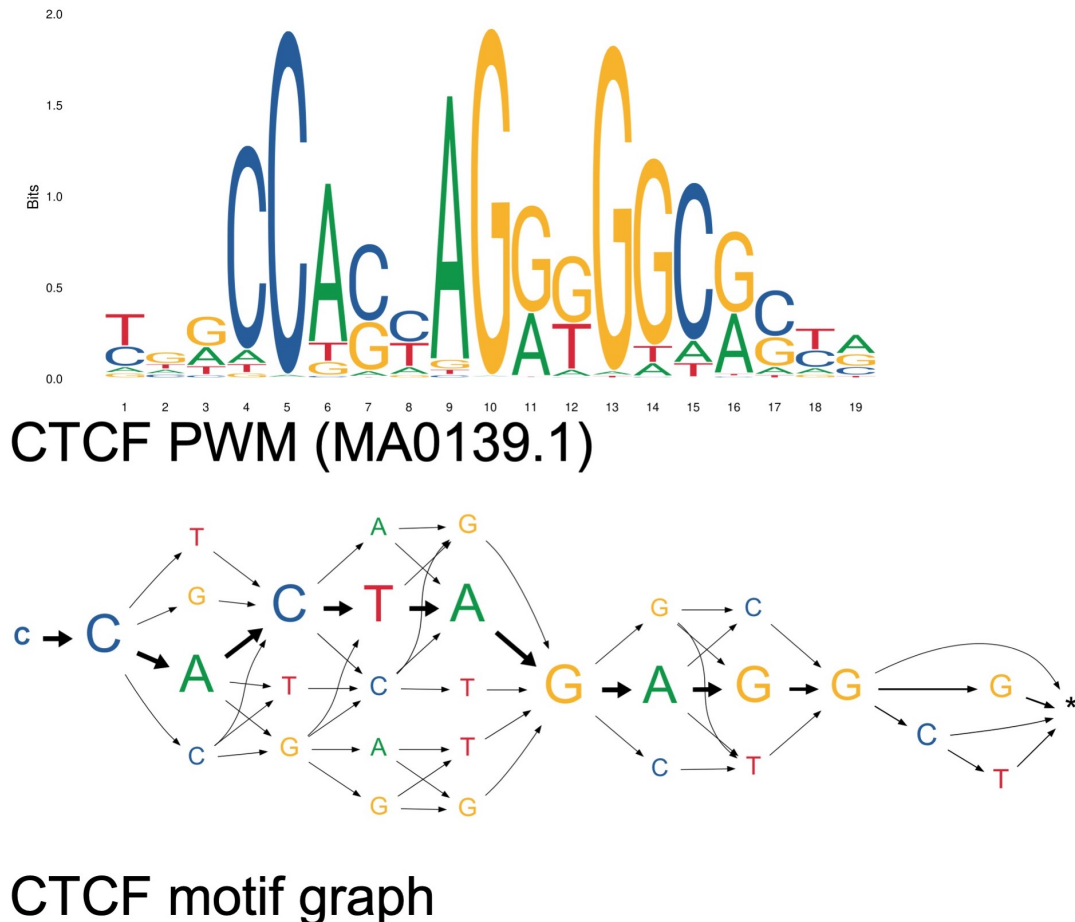 2.0
1.5
Bits
1.0
0.5
0.0
T G G C C A C C A G G G G G C G C T A
C T A A T G T G A T T A A G C G
A A T T G A A T A A T A A C
1 2 3 4 5 6 7 8 9 10 11 12 13 14 15 16 17 18 19
CTCF PWM (MA0139.1)
A G
T
G C T A G C
c C
A T C T G A G G G
*
C
C G A T C T T
G G
CTCF motif graph